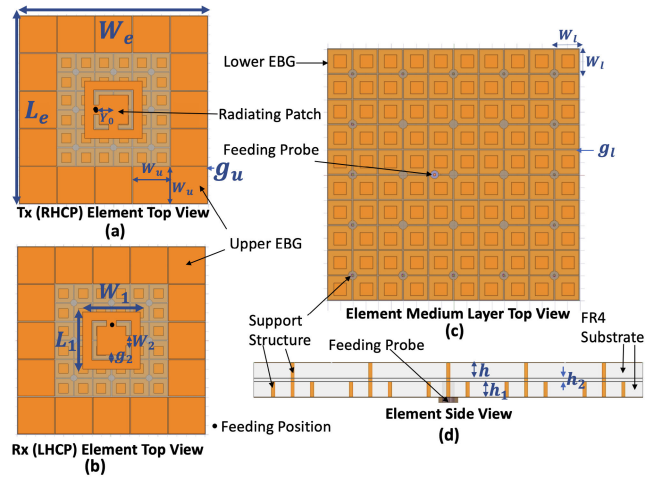 W_e
L_e
y_0
W_u
W_u
g_u
Tx (RHCP) Element Top View
(a)
Lower EBG
Radiating Patch
Feeding Probe
Upper EBG
W_l
W_l
g_l
Element Medium Layer Top View
(c)
W_1
L_1
W_2
g_2
Rx (LHCP) Element Top View
(b)
• Feeding Position
Support
Structure
Feeding Probe
FR4
Substrate
h
h_2
h_1
Element Side View
(d)